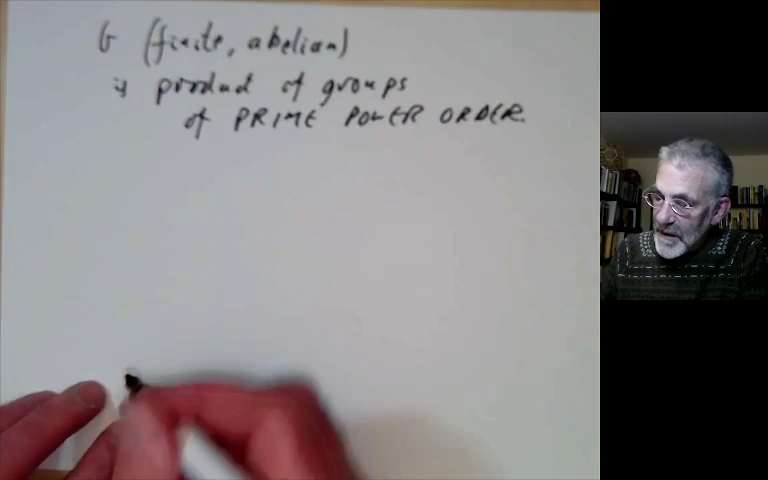 G (finite, abelian)
is product of groups
of PRIME POWER ORDER.